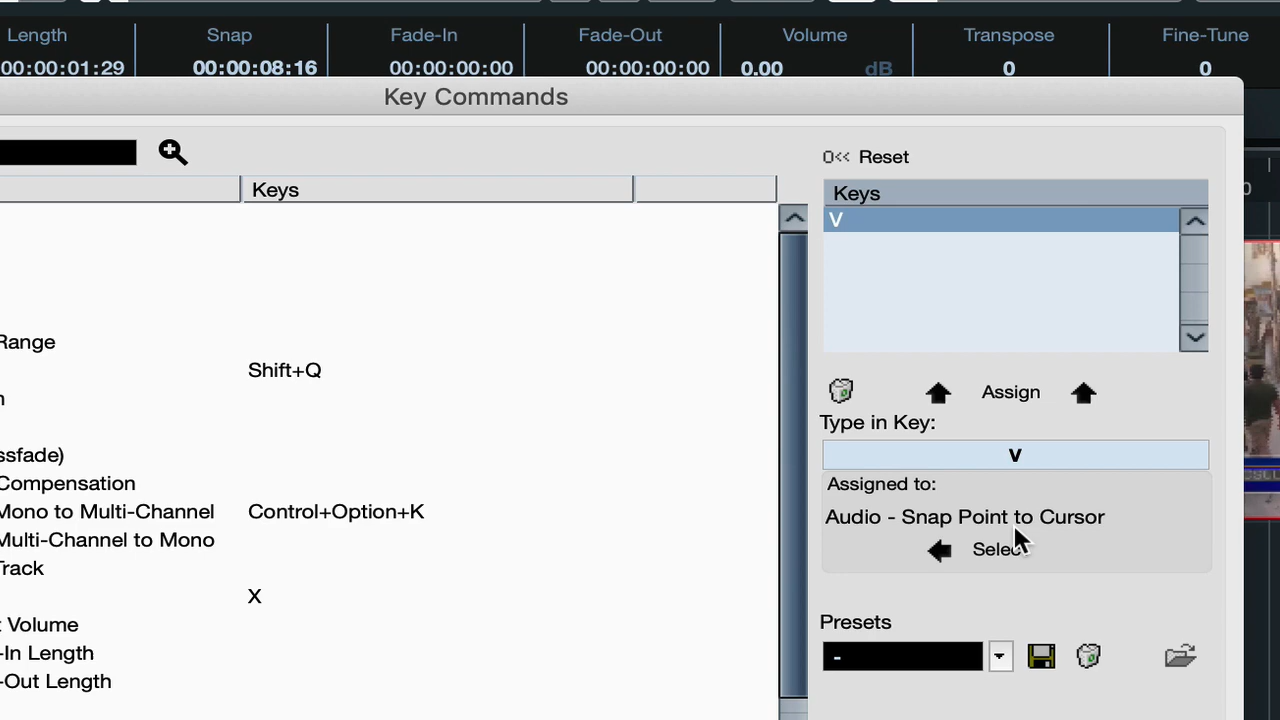 Length Snap Fade-In Fade-Out Volume Transpose Fine-Tune
00:00:01:29 00:00:08:16 00:00:00:00 00:00:00:00 0.00 dB 0 0
Key Commands
0<< Reset
Keys
Keys
V
Range
Shift+Q
Assign
Type in Key:
V
ssfade)
Compensation
Assigned to:
Mono to Multi-Channel Control+Option+K
Audio - Snap Point to Cursor
Multi-Channel to Mono
Select
Track
X
t Volume
Presets
-In Length
-
-Out Length